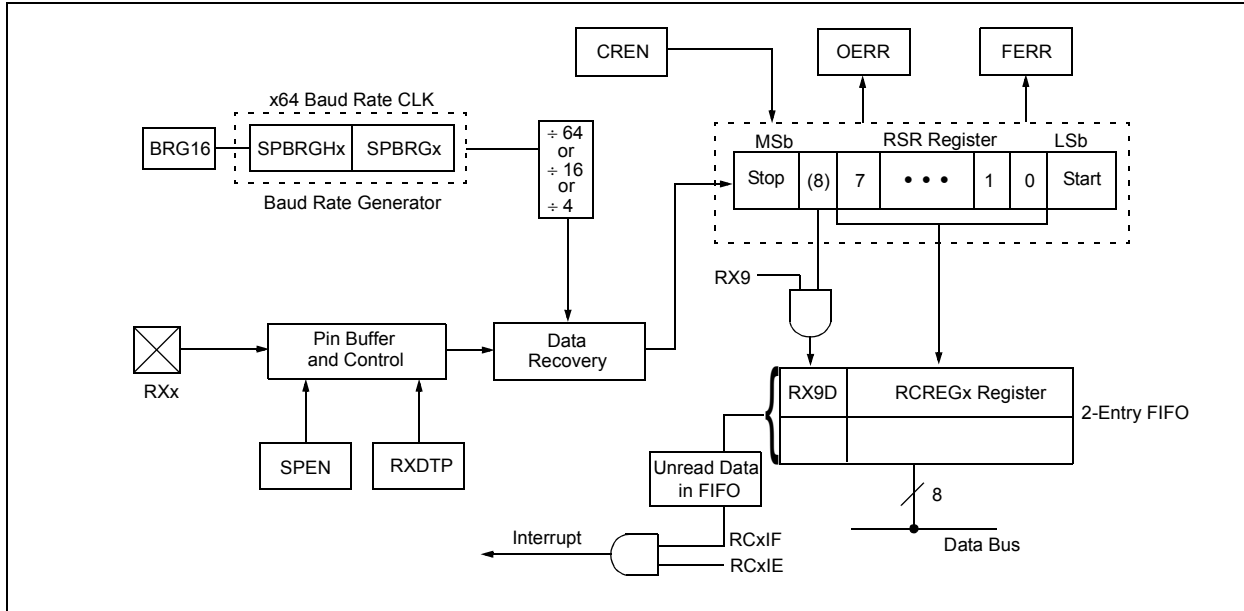 CREN
OERR
FERR
x64 Baud Rate CLK
BRG16
SPBRGHx
SPBRGx
Baud Rate Generator
÷ 64
or
÷ 16
or
÷ 4
MSb
RSR Register
LSb
Stop
(8)
7
• • •
1
0
Start
RX9
RXx
Pin Buffer
and Control
Data
Recovery
SPEN
RXDTP
RX9D
RCREGx Register
2-Entry FIFO
Unread Data
in FIFO
8
Data Bus
Interrupt
RCxIF
RCxIE